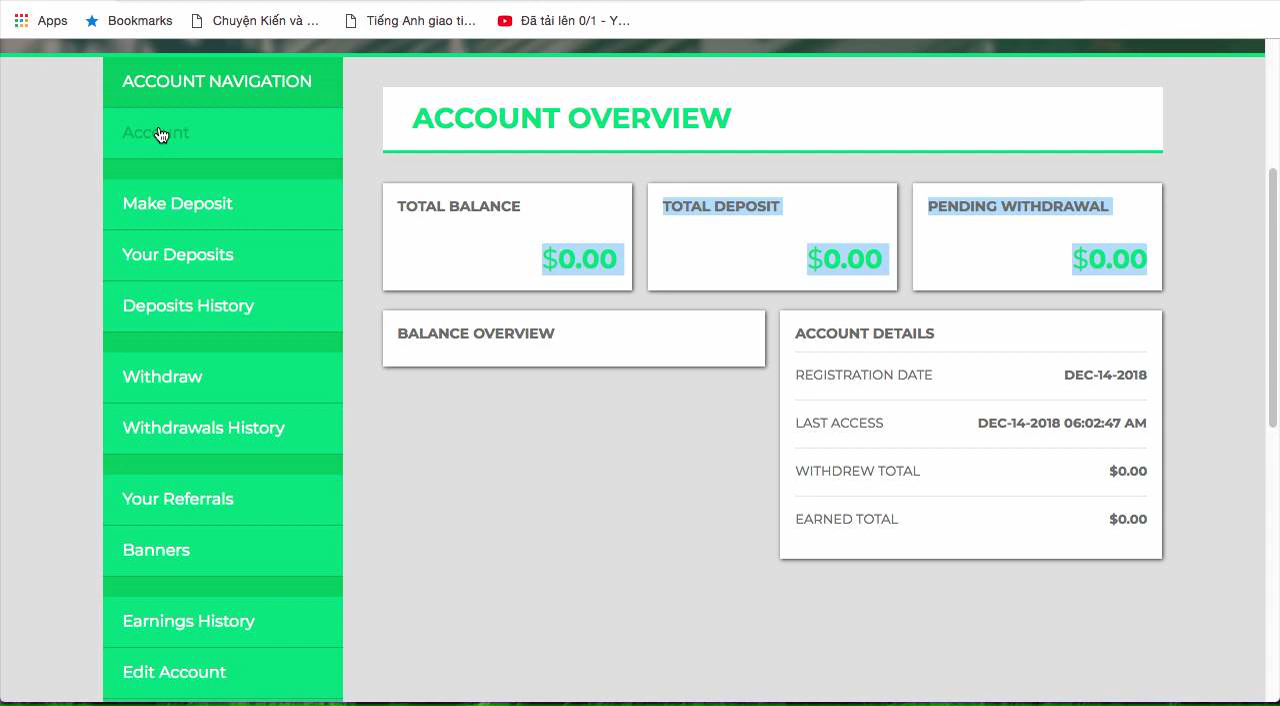 Apps
Bookmarks
Chuyện Kiến và ...
Tiếng Anh giao ti...
Đã tải lên 0/1 - Y...
ACCOUNT NAVIGATION
Account
Make Deposit
Your Deposits
Deposits History
Withdraw
Withdrawals History
Your Referrals
Banners
Earnings History
Edit Account
ACCOUNT OVERVIEW
TOTAL BALANCE
$0.00
TOTAL DEPOSIT
$0.00
PENDING WITHDRAWAL
$0.00
BALANCE OVERVIEW
ACCOUNT DETAILS
REGISTRATION DATE DEC-14-2018
LAST ACCESS DEC-14-2018 06:02:47 AM
WITHDREW TOTAL $0.00
EARNED TOTAL $0.00